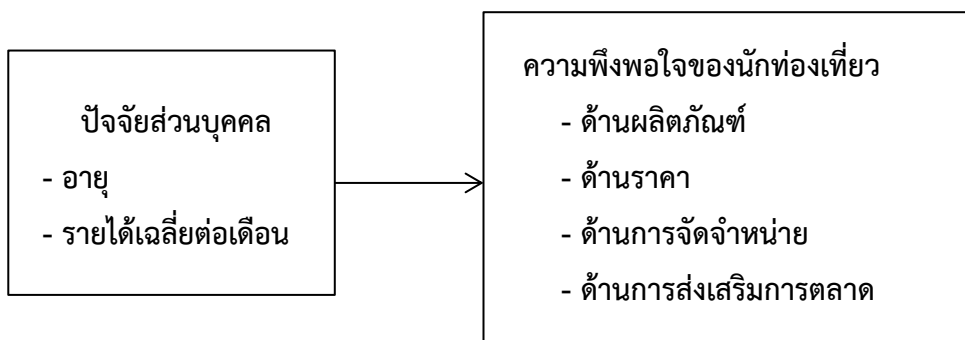 ปัจจัยส่วนบุคคล
- อายุ
- รายได้เฉลี่ยต่อเดือน
ความพึงพอใจของนักท่องเที่ยว
- ด้านผลิตภัณฑ์
- ด้านราคา
- ด้านการจัดจำหน่าย
- ด้านการส่งเสริมการตลาด